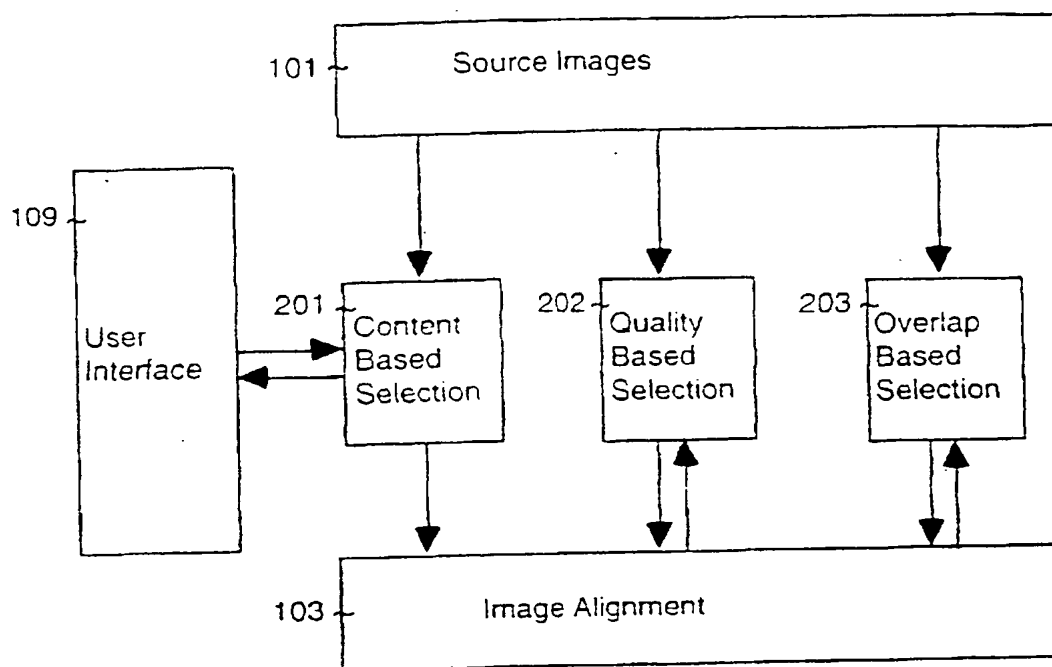 101
Source Images
109
User
Interface
201
Content
Based
Selection
202
Quality
Based
Selection
203
Overlap
Based
Selection
103
Image Alignment